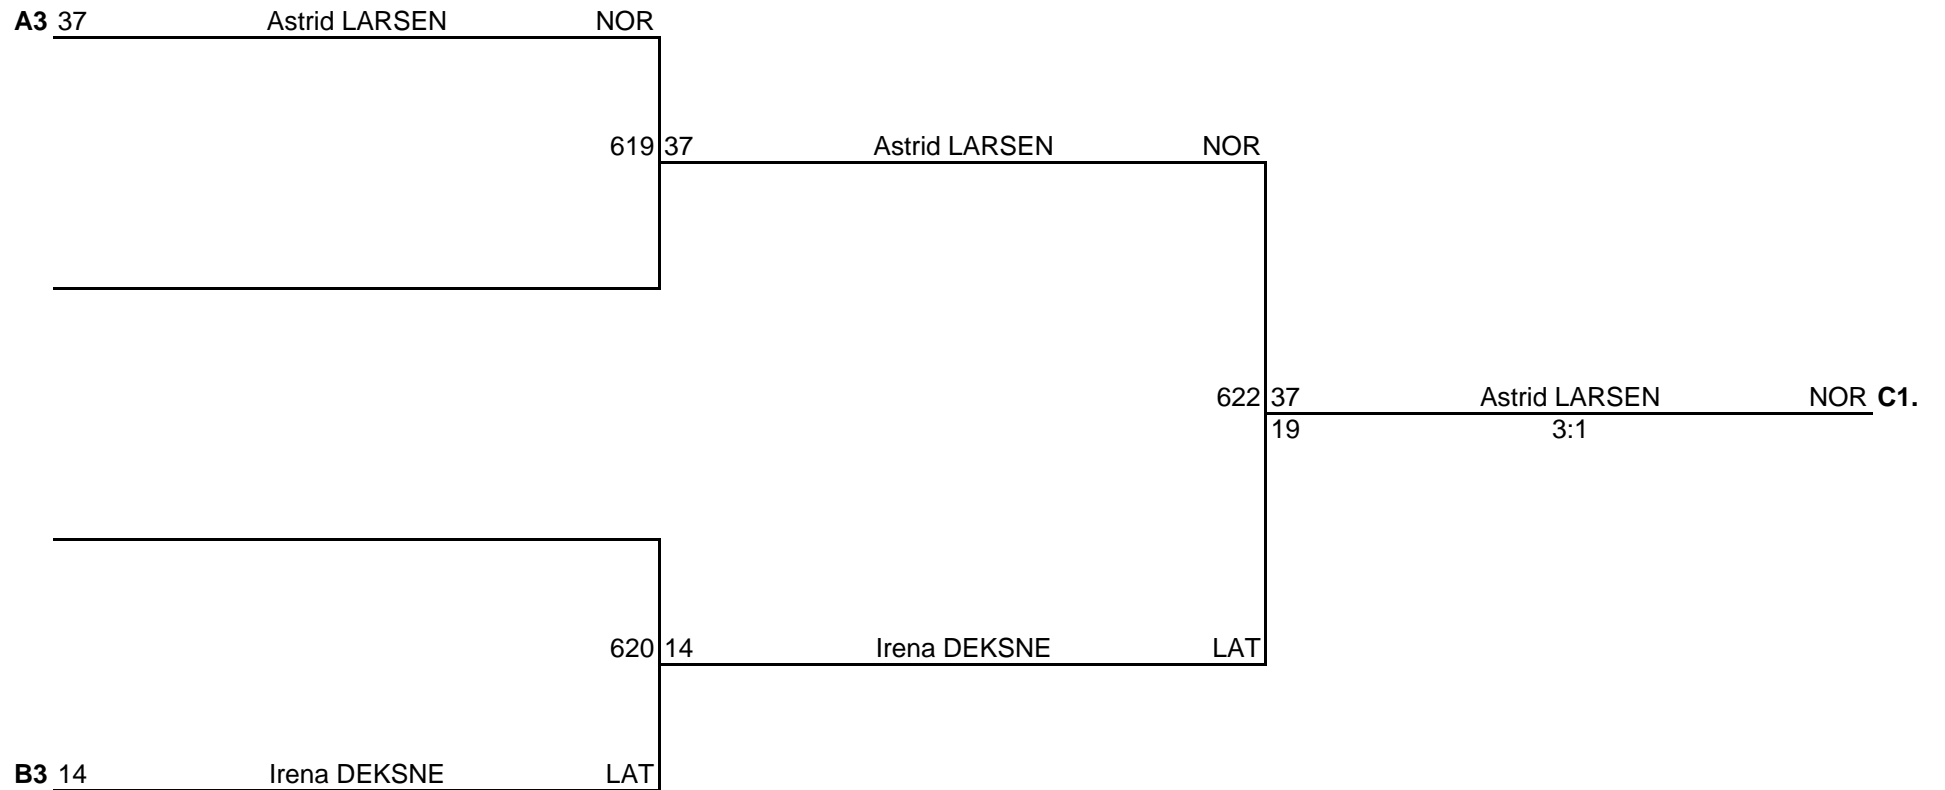 A3 37 Astrid LARSEN NOR
619 37 Astrid LARSEN NOR
622 37 Astrid LARSEN NOR C1.
19 3:1
620 14 Irena DEKSNE LAT
B3 14 Irena DEKSNE LAT